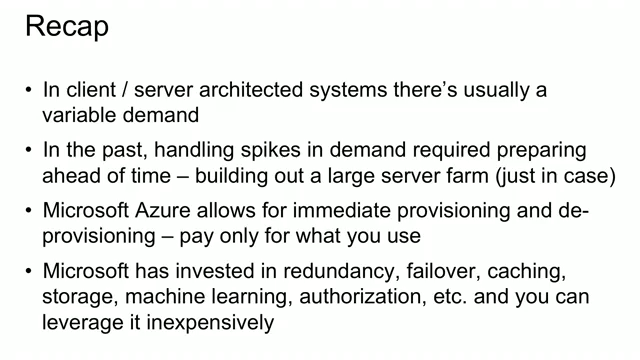 Recap
• In client / server architected systems there's usually a
variable demand
• In the past, handling spikes in demand required preparing
ahead of time – building out a large server farm (just in case)
• Microsoft Azure allows for immediate provisioning and de-
provisioning – pay only for what you use
• Microsoft has invested in redundancy, failover, caching,
storage, machine learning, authorization, etc. and you can
leverage it inexpensively